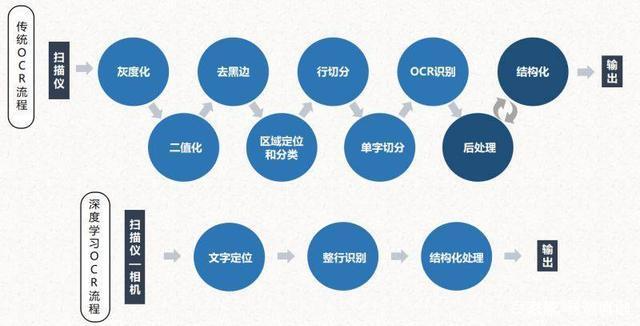 传统OCR流程
扫描仪
灰度化
二值化
去黑边
区域定位
和分类
行切分
单字切分
OCR识别
后处理
结构化
输出
深度学习OCR流程
扫描仪—相机
文字定位
整行识别
结构化处理
输出